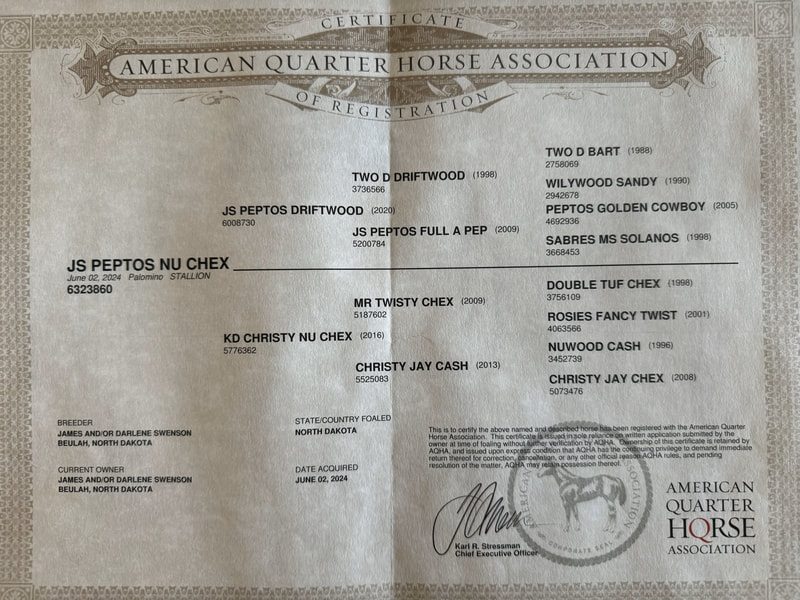 CERTIFICATE
AMERICAN QUARTER HORSE ASSOCIATION
OF REGISTRATION
TWO D BART (1988)
2758069
TWO D DRIFTWOOD (1998)
3736566
WILYWOOD SANDY (1990)
2942678
JS PEPTOS DRIFTWOOD (2020)
6008730
PEPTOS GOLDEN COWBOY (2005)
4692936
JS PEPTOS FULL A PEP (2009)
5200784
SABRES MS SOLANOS (1998)
3668453
JS PEPTOS NU CHEX
June 02, 2024 Palomino STALLION
6323860
DOUBLE TUF CHEX (1998)
3756109
MR TWISTY CHEX (2009)
5187602
ROSIES FANCY TWIST (2001)
4063566
KD CHRISTY NU CHEX (2016)
5776362
NUWOOD CASH (1996)
3452739
CHRISTY JAY CASH (2013)
5525083
CHRISTY JAY CHEX (2008)
5073476
BREEDER
JAMES AND/OR DARLENE SWENSON
BEULAH, NORTH DAKOTA
STATE/COUNTRY FOALED
NORTH DAKOTA
CURRENT OWNER
JAMES AND/OR DARLENE SWENSON
BEULAH, NORTH DAKOTA
DATE ACQUIRED
JUNE 02, 2024
This is to certify the above named and described horse has been registered with the American Quarter
Horse Association. This certificate is issued in sole reliance on written application submitted by the
owner at time of foaling without further verification by AQHA. Ownership of this certificate is retained by
AQHA, and issued upon express condition that AQHA has the continuing privilege to demand immediate
return thereof for correction, cancellation, or any other official reason AQHA rules, and pending
resolution of the matter, AQHA may retain possession thereof.
Karl R. Stressman
Chief Executive Officer
CORPORATE SEAL
AMERICAN
QUARTER
HORSE
ASSOCIATION